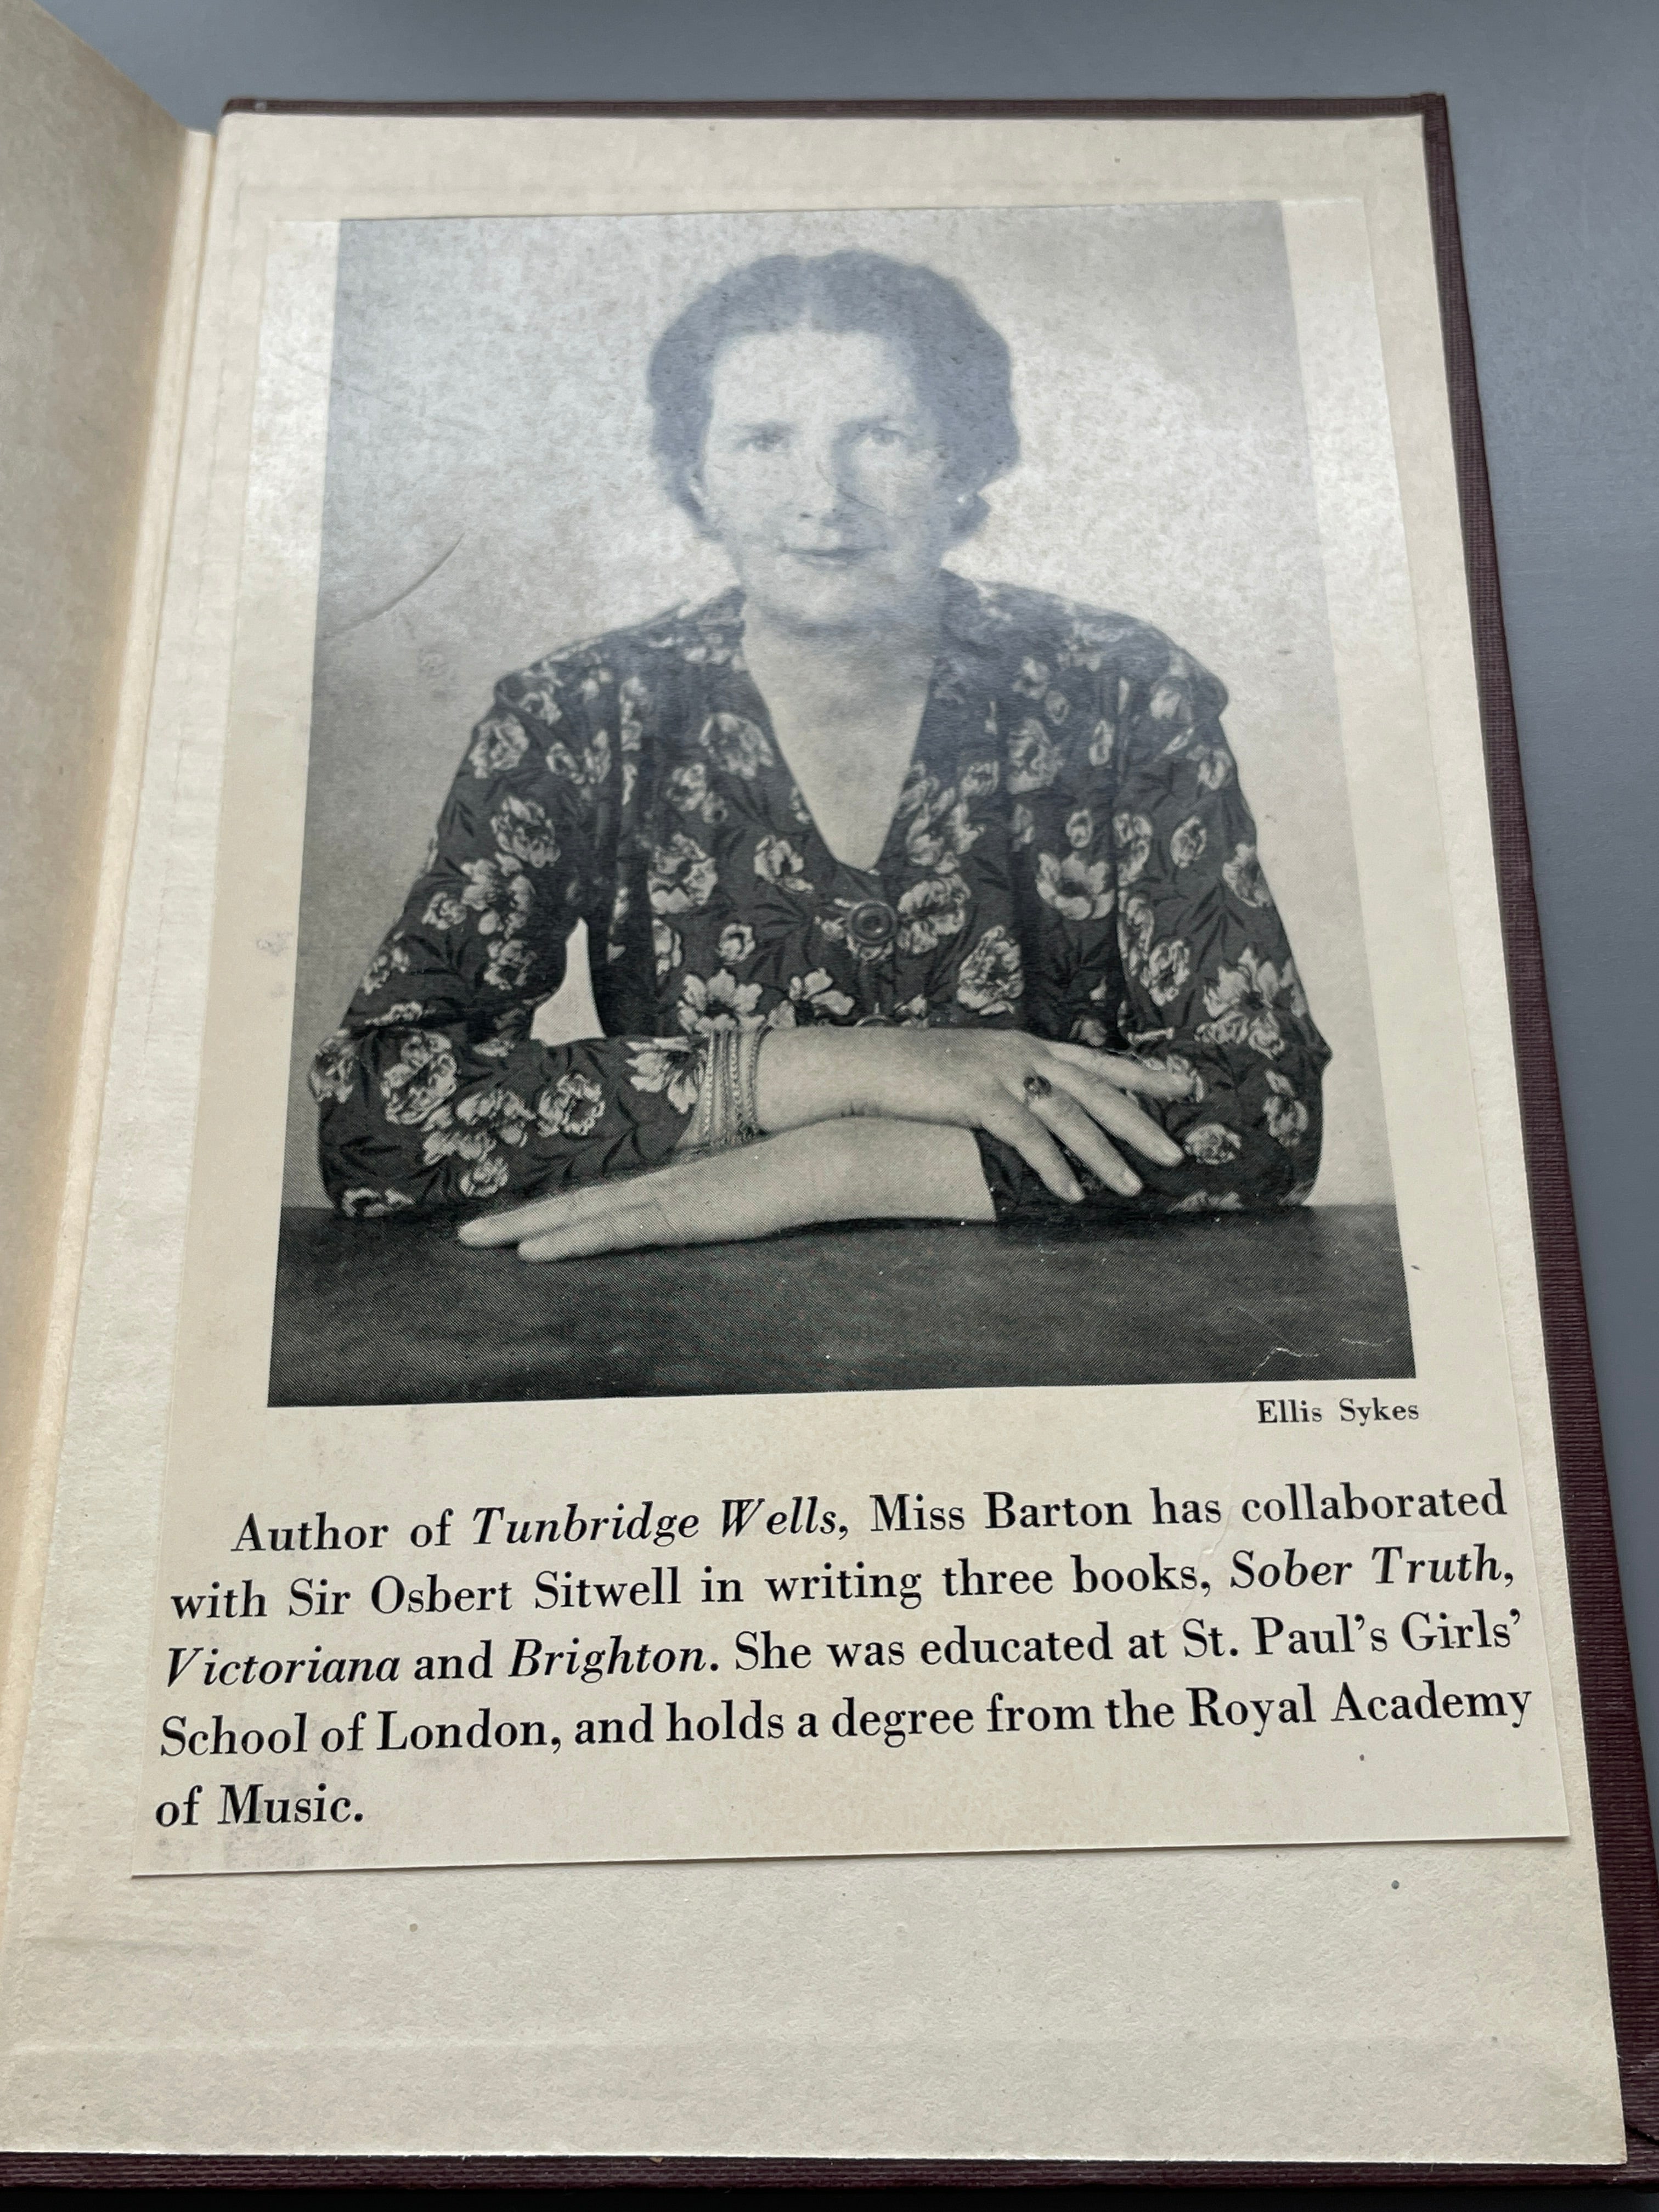 Ellis Sykes
Author of Tunbridge Wells, Miss Barton has collaborated
with Sir Osbert Sitwell in writing three books, Sober Truth,
Victoriana and Brighton. She was educated at St. Paul's Girls'
School of London, and holds a degree from the Royal Academy
of Music.